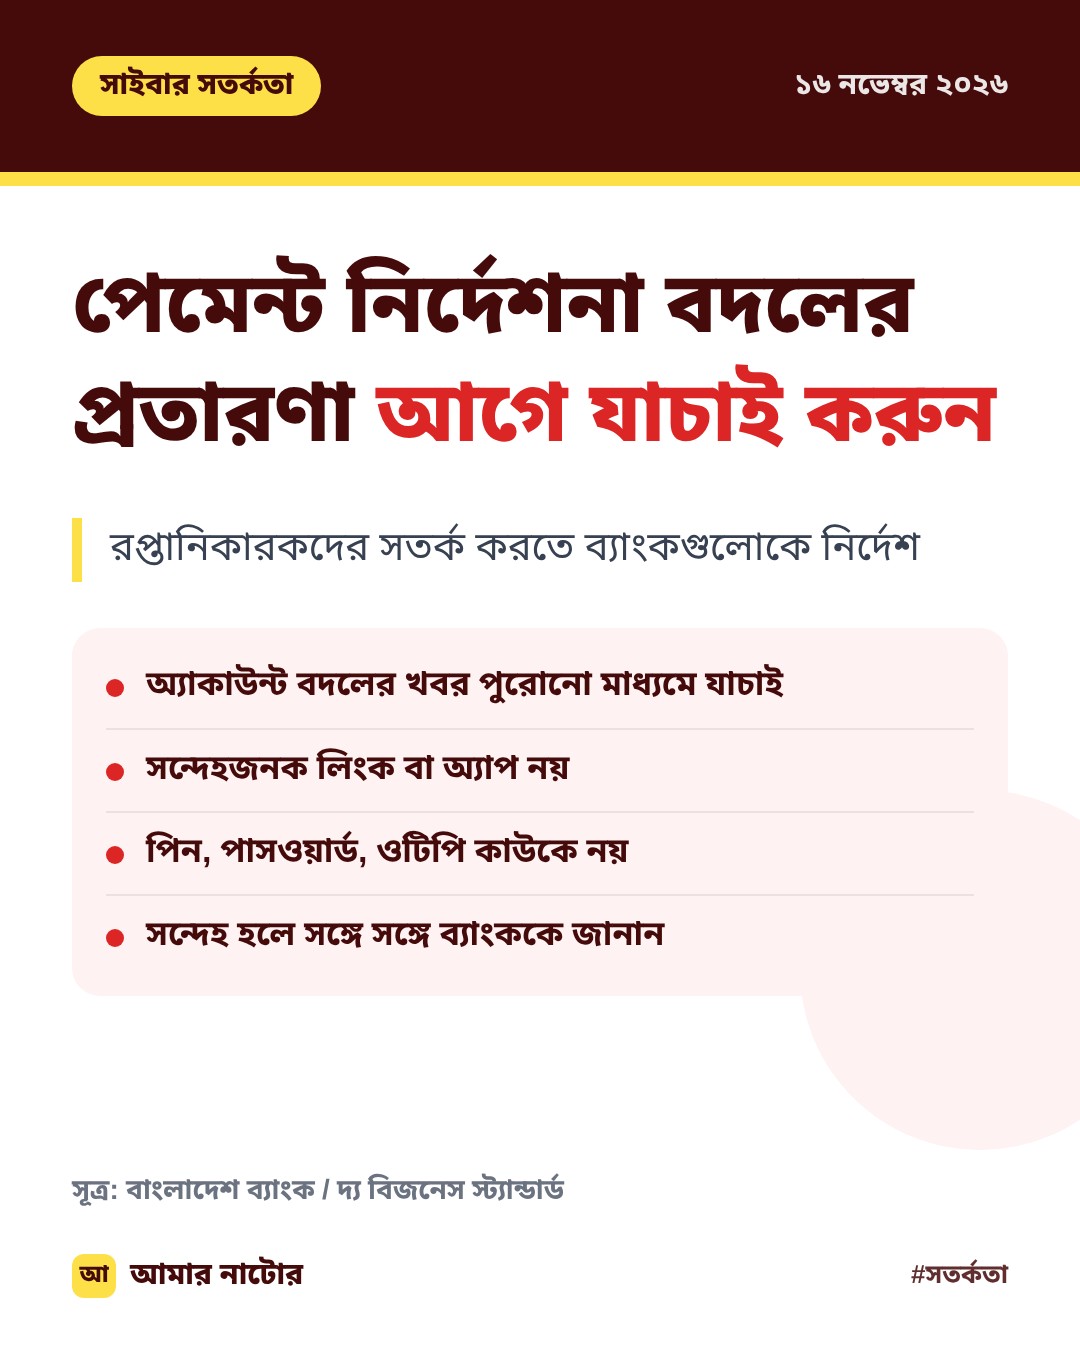 সাইবার সতর্কতা
১৬ নভেম্বর ২০২৬
পেমেন্ট নির্দেশনা বদলের
প্রতারণা আগে যাচাই করুন
রপ্তানিকারকদের সতর্ক করতে ব্যাংকগুলোকে নির্দেশ
অ্যাকাউন্ট বদলের খবর পুরোনো মাধ্যমে যাচাই
সন্দেহজনক লিংক বা অ্যাপ নয়
পিন, পাসওয়ার্ড, ওটিপি কাউকে নয়
সন্দেহ হলে সঙ্গে সঙ্গে ব্যাংককে জানান
সূত্র: বাংলাদেশ ব্যাংক / দ্য বিজনেস স্ট্যান্ডার্ড
আ আমার নাটোর
#সতর্কতা